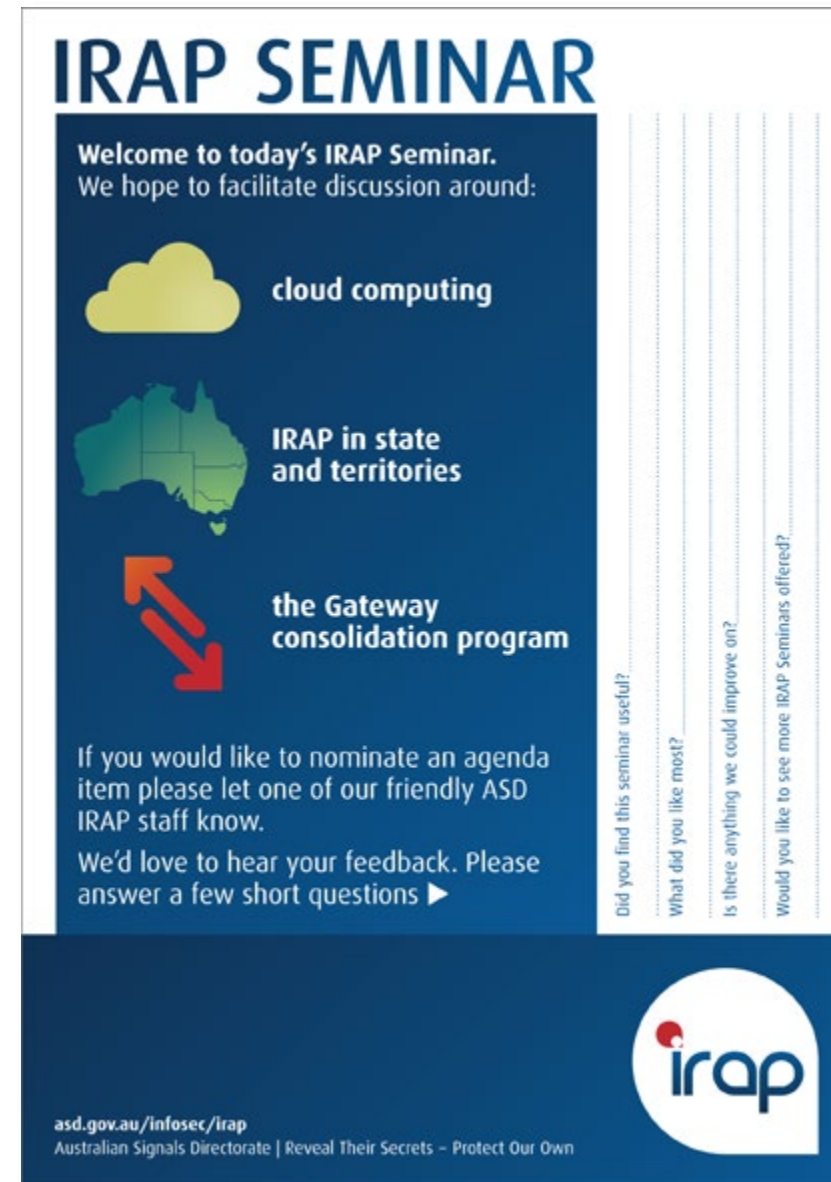 IRAP SEMINAR
Welcome to today's IRAP Seminar.
We hope to facilitate discussion around:
cloud computing
IRAP in state
and territories
the Gateway
consolidation program
If you would like to nominate an agenda
item please let one of our friendly ASD
IRAP staff know.
We'd love to hear your feedback. Please
answer a few short questions ▶
Did you find this seminar useful?
What did you like most?
Is there anything we could improve on?
Would you like to see more IRAP Seminars offered?
irap
asd.gov.au/infosec/irap
Australian Signals Directorate | Reveal Their Secrets – Protect Our Own